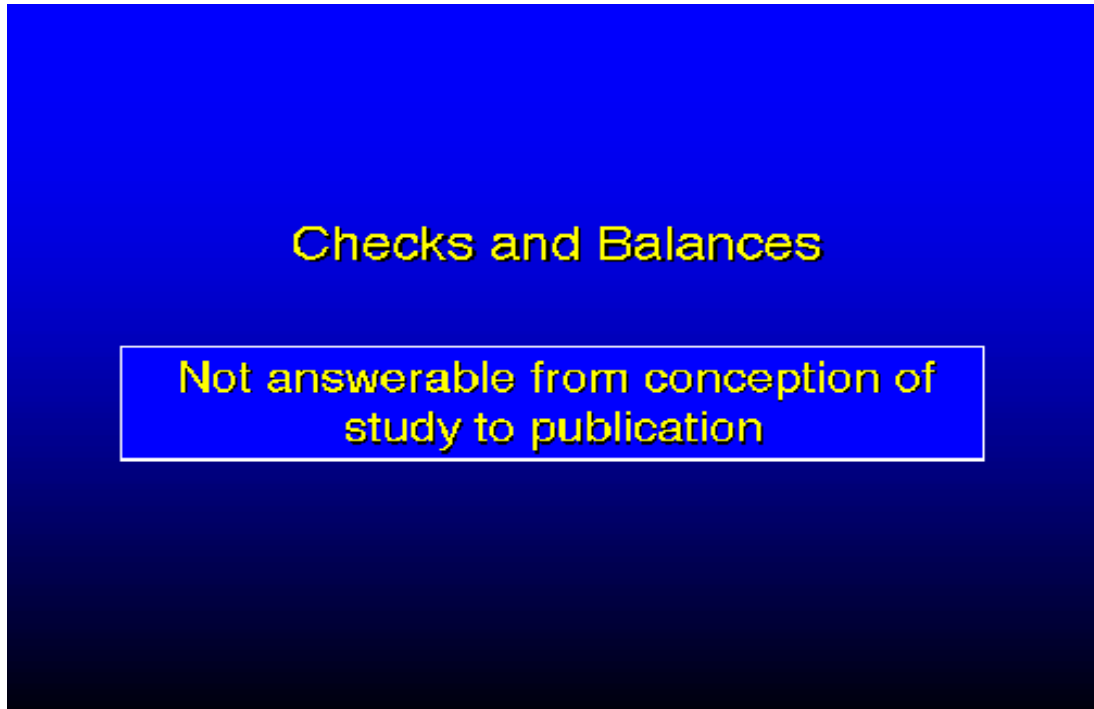 Checks and Balances
Not answerable from conception of
study to publication